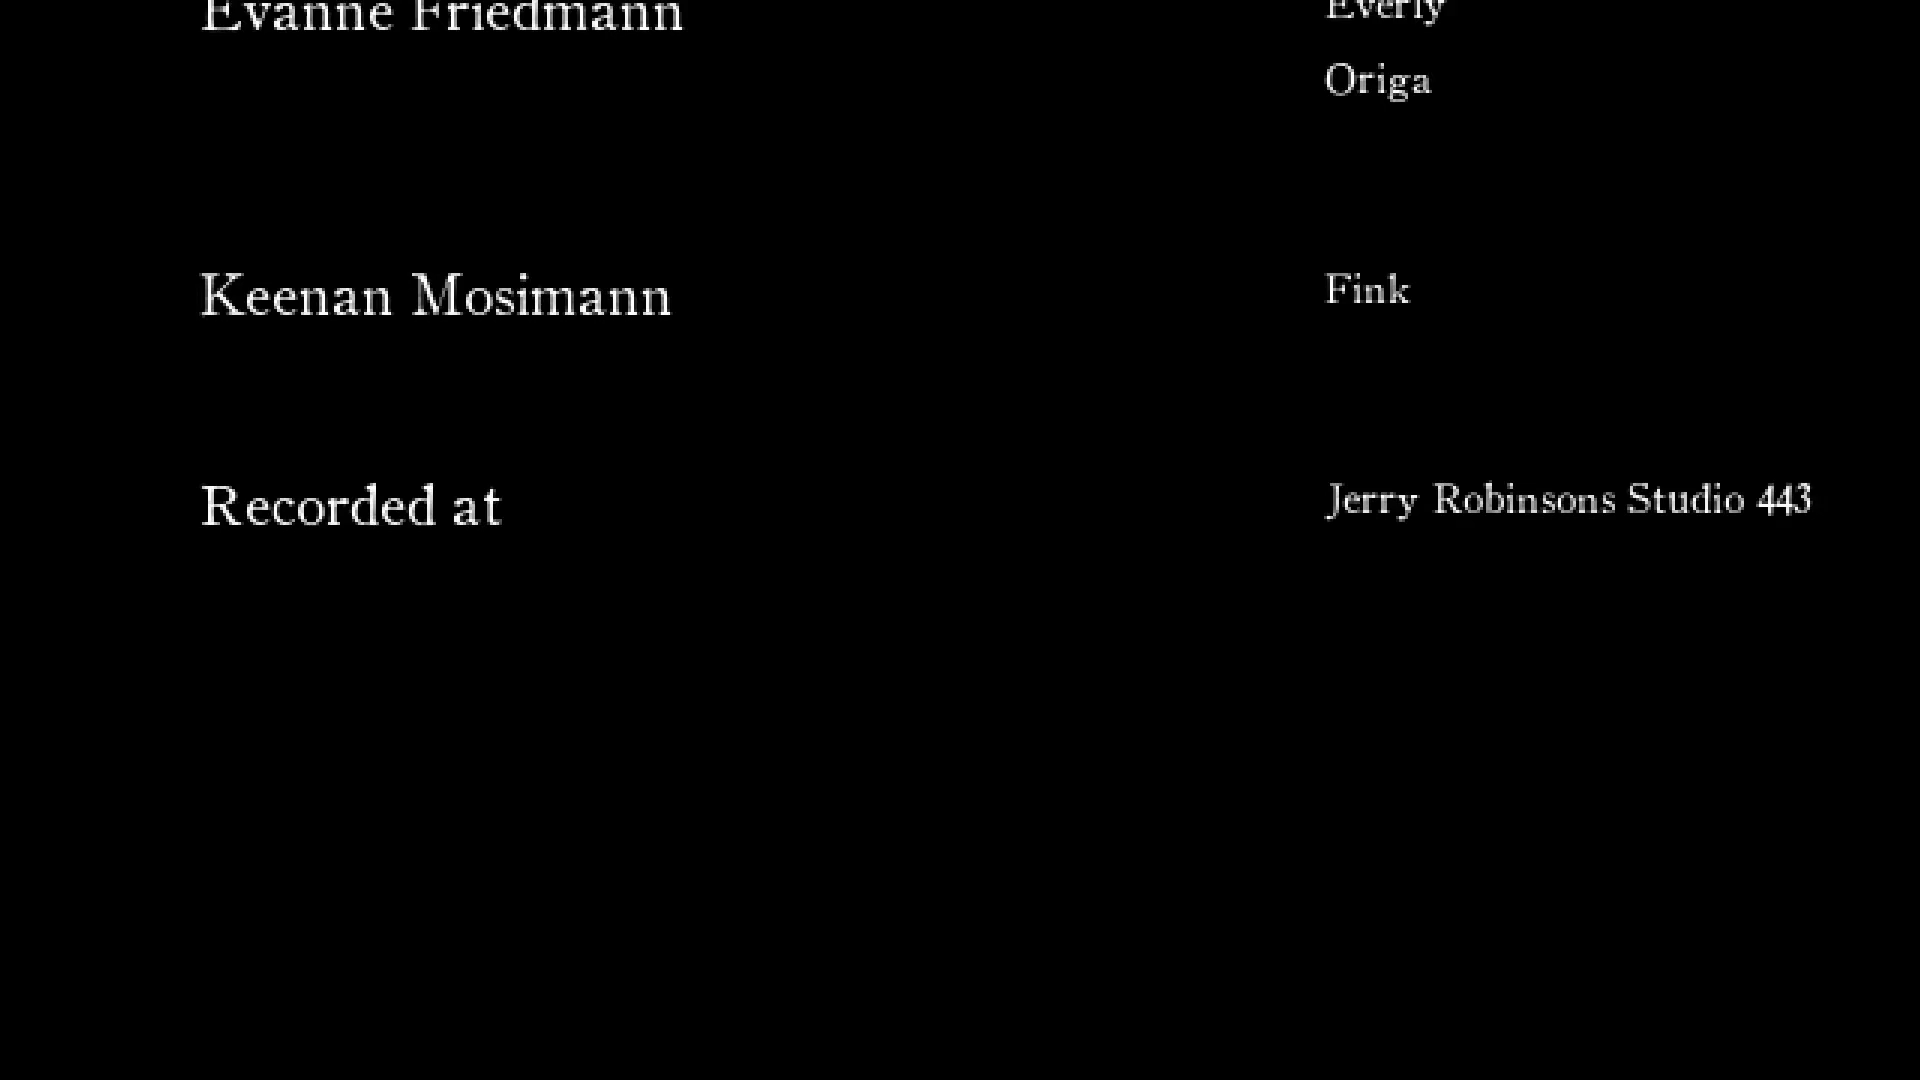 Evanne Friedmann Everly
Origa
Keenan Mosimann Fink
Recorded at Jerry Robinsons Studio 443